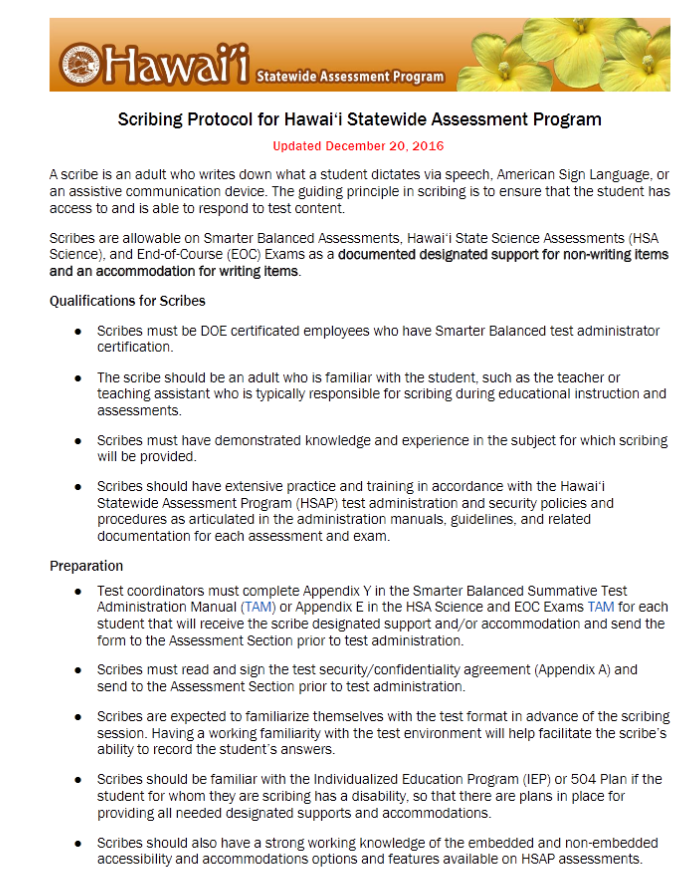 Hawai‘i Statewide Assessment Program
Scribing Protocol for Hawai‘i Statewide Assessment Program
Updated December 20, 2016
A scribe is an adult who writes down what a student dictates via speech, American Sign Language, or
an assistive communication device. The guiding principle in scribing is to ensure that the student has
access to and is able to respond to test content.
Scribes are allowable on Smarter Balanced Assessments, Hawai‘i State Science Assessments (HSA
Science), and End-of-Course (EOC) Exams as a documented designated support for non-writing items
and an accommodation for writing items.
Qualifications for Scribes
● Scribes must be DOE certificated employees who have Smarter Balanced test administrator
certification.
● The scribe should be an adult who is familiar with the student, such as the teacher or
teaching assistant who is typically responsible for scribing during educational instruction and
assessments.
● Scribes must have demonstrated knowledge and experience in the subject for which scribing
will be provided.
● Scribes should have extensive practice and training in accordance with the Hawai‘i
Statewide Assessment Program (HSAP) test administration and security policies and
procedures as articulated in the administration manuals, guidelines, and related
documentation for each assessment and exam.
Preparation
● Test coordinators must complete Appendix Y in the Smarter Balanced Summative Test
Administration Manual (TAM) or Appendix E in the HSA Science and EOC Exams TAM for each
student that will receive the scribe designated support and/or accommodation and send the
form to the Assessment Section prior to test administration.
● Scribes must read and sign the test security/confidentiality agreement (Appendix A) and
send to the Assessment Section prior to test administration.
● Scribes are expected to familiarize themselves with the test format in advance of the scribing
session. Having a working familiarity with the test environment will help facilitate the scribe's
ability to record the student's answers.
● Scribes should be familiar with the Individualized Education Program (IEP) or 504 Plan if the
student for whom they are scribing has a disability, so that there are plans in place for
providing all needed designated supports and accommodations.
● Scribes should also have a strong working knowledge of the embedded and non-embedded
accessibility and accommodations options and features available on HSAP assessments.